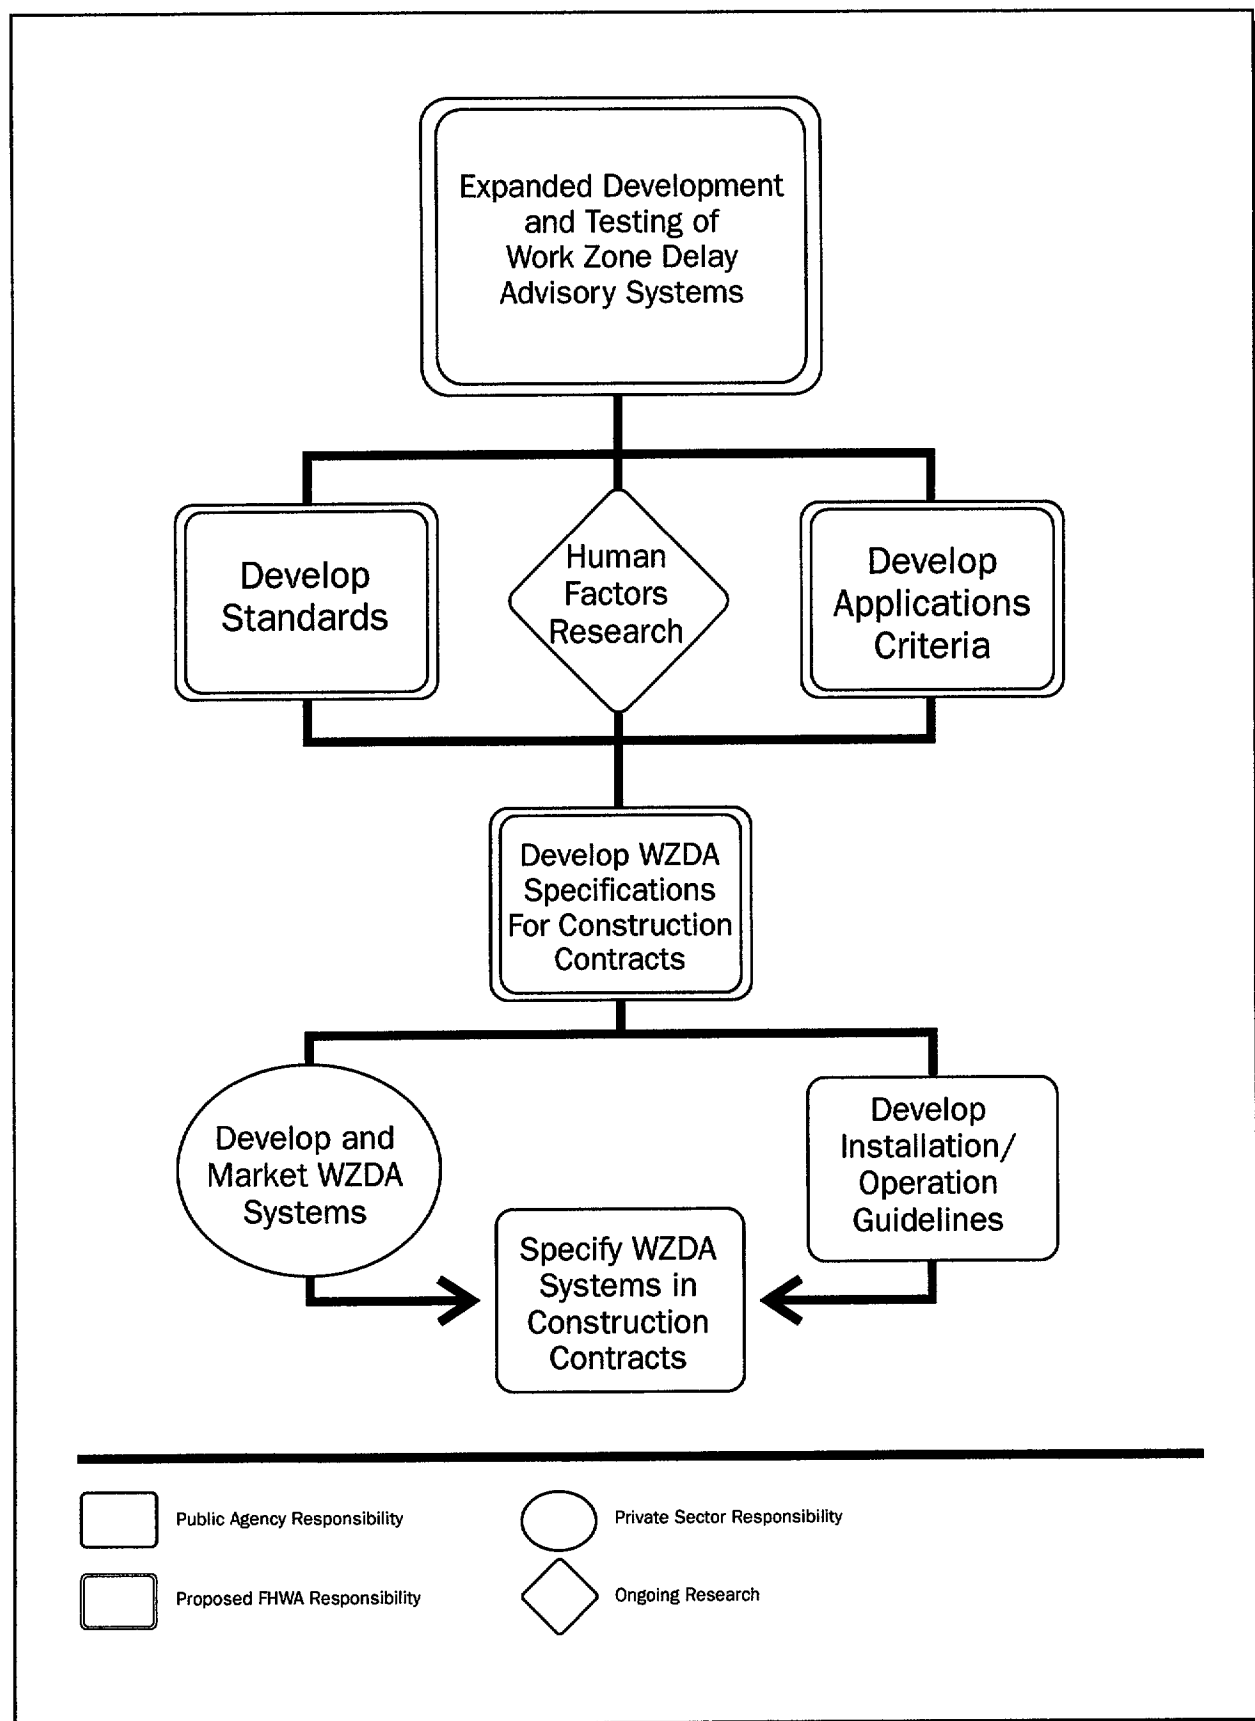 Expanded Development
and Testing of
Work Zone Delay
Advisory Systems
Develop
Standards
Human
Factors
Research
Develop
Applications
Criteria
Develop WZDA
Specifications
For Construction
Contracts
Develop and
Market WZDA
Systems
Develop
Installation/
Operation
Guidelines
Specify WZDA
Systems in
Construction
Contracts
Public Agency Responsibility
Private Sector Responsibility
Proposed FHWA Responsibility
Ongoing Research